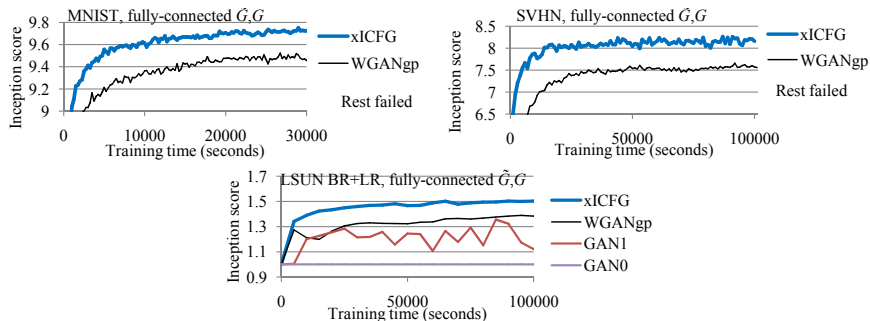 MNIST, fully-connected G̃,G
Inception score
9.8
9.6
9.4
9.2
9
0
10000
20000
30000
Training time (seconds)
xICFG
WGANgp
Rest failed
SVHN, fully-connected G̃,G
Inception score
8.5
8
7.5
7
6.5
0
50000
100000
Training time (seconds)
xICFG
WGANgp
Rest failed
LSUN BR+LR, fully-connected G̃,G
Inception score
1.7
1.5
1.3
1.1
0.9
0
50000
100000
Training time (seconds)
xICFG
WGANgp
GAN1
GAN0